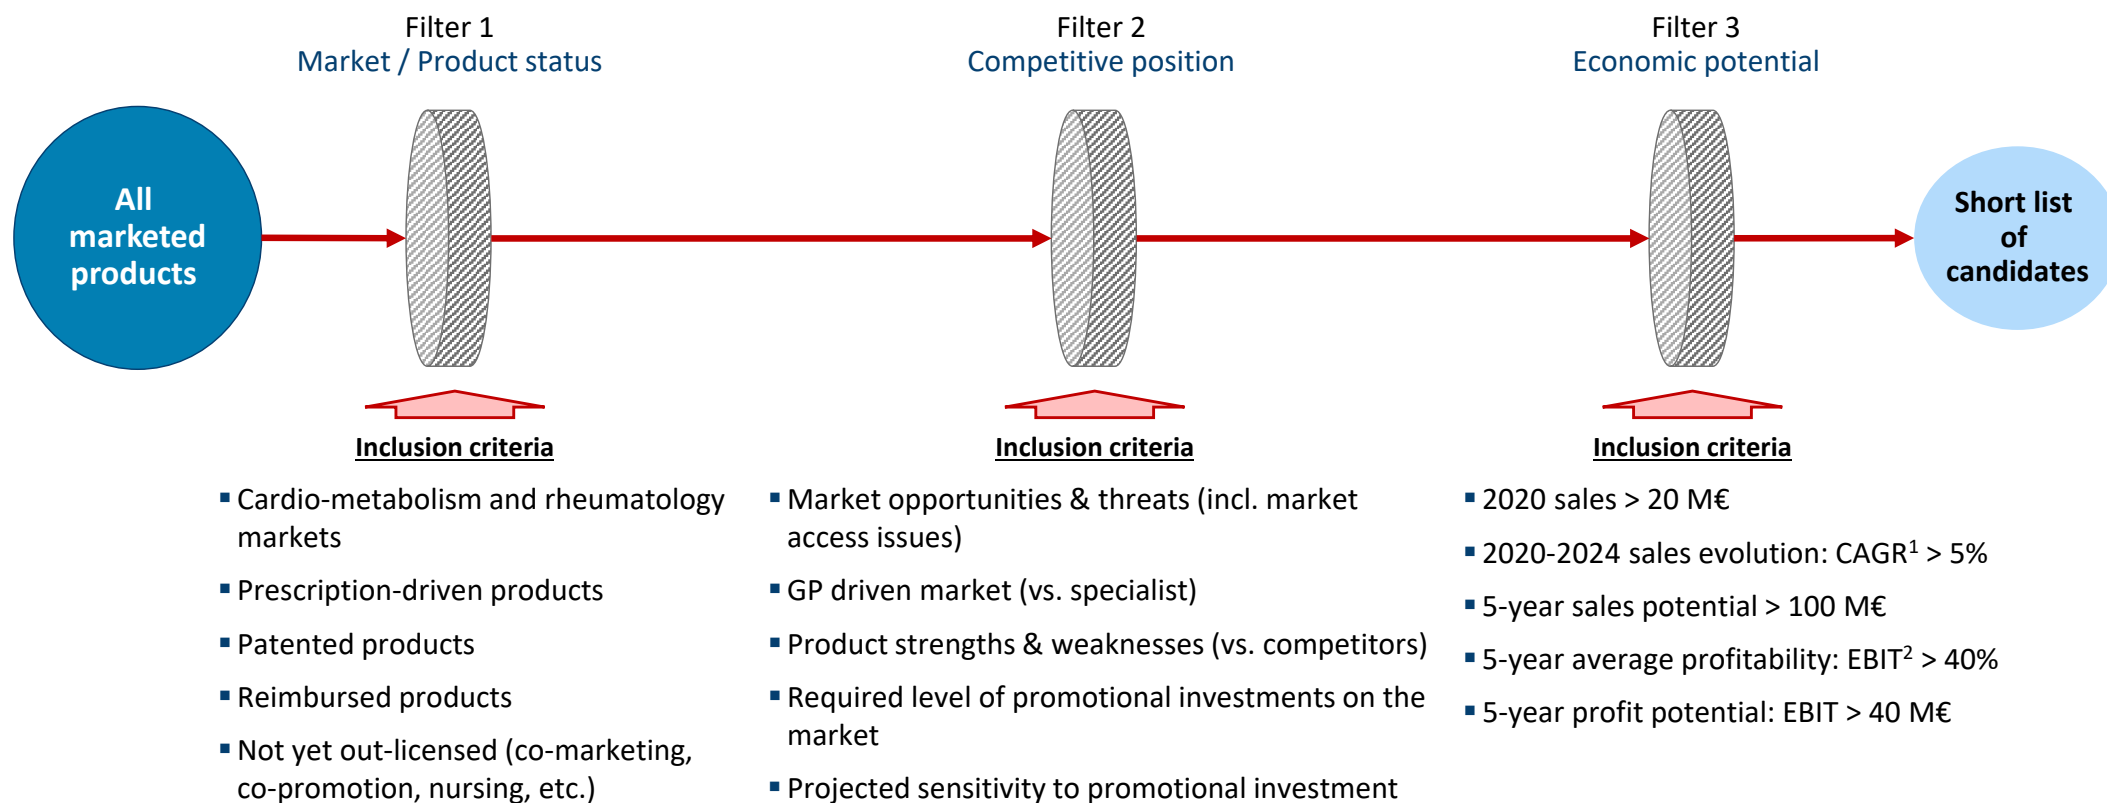 Filter 1
Market / Product status
Filter 2
Competitive position
Filter 3
Economic potential
All
marketed
products
Short list
of
candidates
Inclusion criteria
▪ Cardio-metabolism and rheumatology
markets
▪ Prescription-driven products
▪ Patented products
▪ Reimbursed products
▪ Not yet out-licensed (co-marketing,
co-promotion, nursing, etc.)
Inclusion criteria
▪ Market opportunities & threats (incl. market
access issues)
▪ GP driven market (vs. specialist)
▪ Product strengths & weaknesses (vs. competitors)
▪ Required level of promotional investments on the
market
▪ Projected sensitivity to promotional investment
Inclusion criteria
▪ 2020 sales > 20 M€
▪ 2020-2024 sales evolution: CAGR¹ > 5%
▪ 5-year sales potential > 100 M€
▪ 5-year average profitability: EBIT² > 40%
▪ 5-year profit potential: EBIT > 40 M€